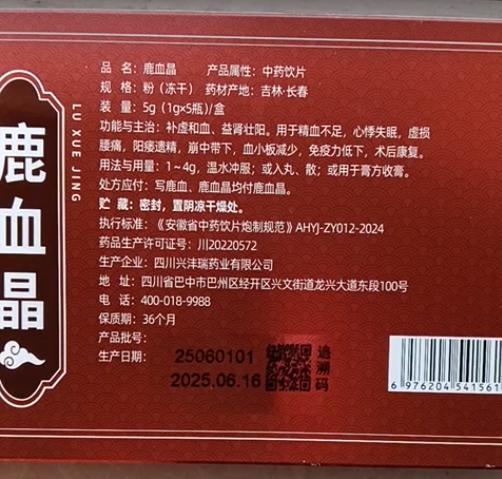 鹿血晶
LU XUE JING
品 名：鹿血晶 产品属性：中药饮片
规 格：粉（冻干） 药材产地：吉林·长春
装 量：5g（1g×5瓶)/盒
功能与主治：补虚和血、益肾壮阳。用于精血不足，心悸失眠，虚损
腰痛，阳痿遗精，崩中带下，血小板减少，免疫力低下，术后康复。
用法与用量：1~4g，温水冲服；或入丸、散；或用于膏方收膏。
处方应付：写鹿血、鹿血晶均付鹿血晶。
贮 藏：密封，置阴凉干燥处。
执行标准：《安徽省中药饮片炮制规范》AHYJ-ZY012-2024
药品生产许可证号：川20220572
生产企业：四川兴沣瑞药业有限公司
地 址：四川省巴中市巴州区经开区兴文街道龙兴大道东段100号
电 话：400-018-9988
保质期：36个月
产品批号：
生产日期：
25060101
2025.06.16
追溯码
6 976204 541561